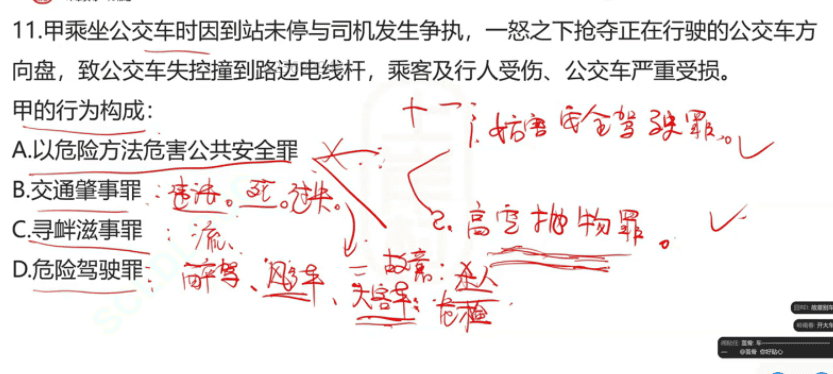 11.甲乘坐公交车时因到站未停与司机发生争执，一怒之下抢夺正在行驶的公交车方
向盘，致公交车失控撞到路边电线杆，乘客及行人受伤、公交车严重受损。
甲的行为构成：
十一：
1.妨害安全驾驶罪。
A.以危险方法危害公共安全罪
B.交通肇事罪：违法。死。过失。
2.高空抛物罪。
C.寻衅滋事罪：流
D.危险驾驶罪：醉驾、
故意：杀人
大客车：危险